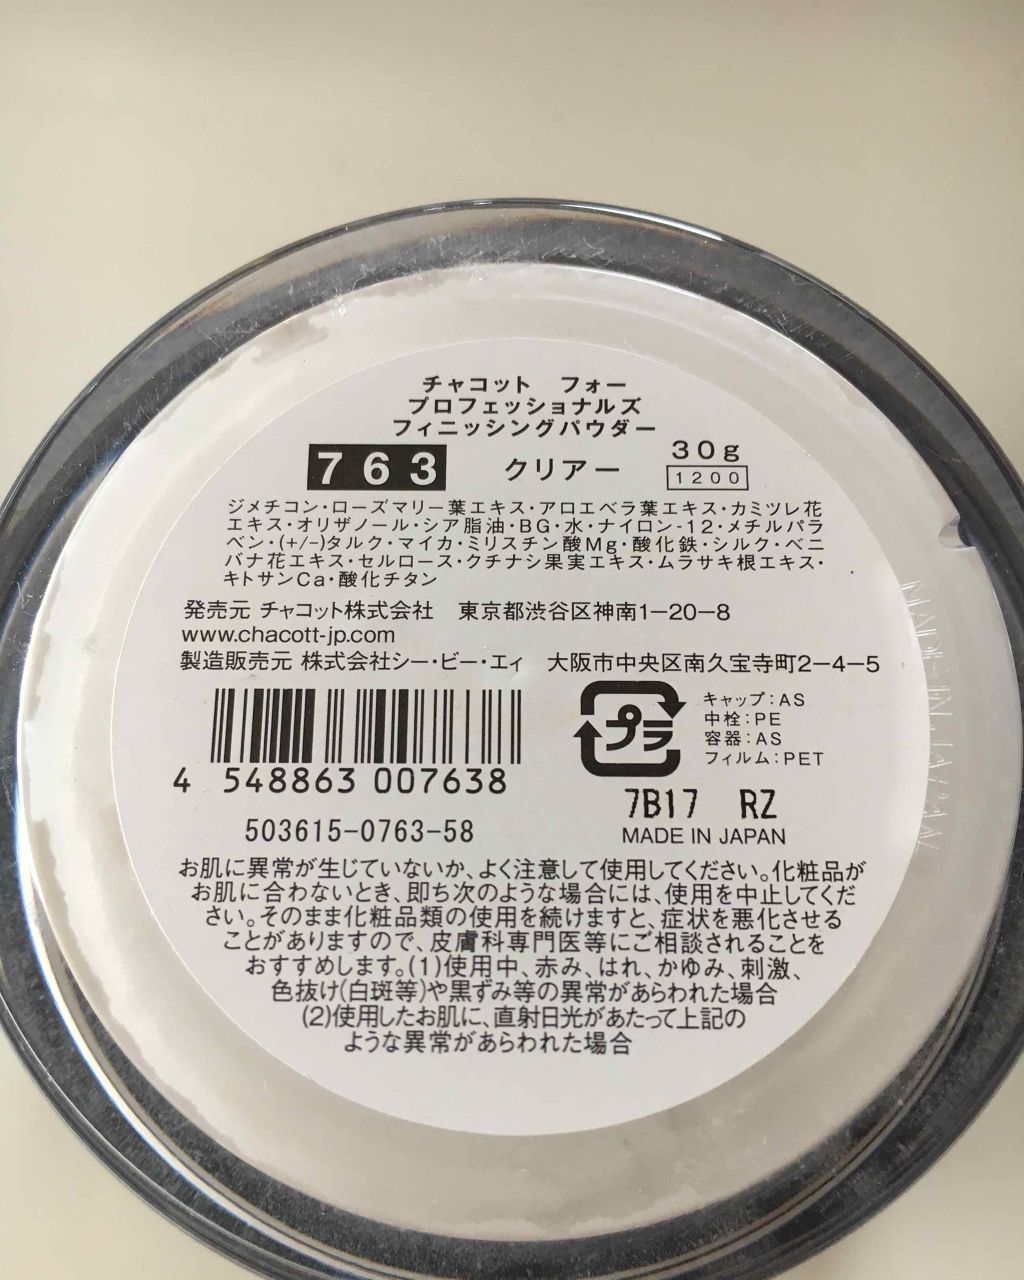 チャコット フォー
プロフェッショナルズ
フィニッシングパウダー
763 クリアー 30g
1200
ジメチコン・ローズマリー葉エキス・アロエベラ葉エキス・カミツレ花
エキス・オリザノール・シア脂油・BG・水・ナイロン-12・メチルパラ
ベン・(+/−)タルク・マイカ・ミリスチン酸Mg・酸化鉄・シルク・ベニ
バナ花エキス・セルロース・クチナシ果実エキス・ムラサキ根エキス・
キトサンCa・酸化チタン
発売元 チャコット株式会社 東京都渋谷区神南1−20−8
www.chacott-jp.com
製造販売元 株式会社シー・ビー・エィ 大阪市中央区南久宝寺町2−4−5
プラ
キャップ:AS
中栓:PE
容器:AS
フィルム:PET
4 548863 007638
7B17 RZ
503615-0763-58
MADE IN JAPAN
お肌に異常が生じていないか、よく注意して使用してください。化粧品が
お肌に合わないとき、即ち次のような場合には、使用を中止してくだ
さい。そのまま化粧品類の使用を続けますと、症状を悪化させる
ことがありますので、皮膚科専門医等にご相談されることを
おすすめします。(1)使用中、赤み、はれ、かゆみ、刺激、
色抜け(白斑等)や黒ずみ等の異常があらわれた場合
(2)使用したお肌に、直射日光があたって上記の
ような異常があらわれた場合
MADE IN JAPAN